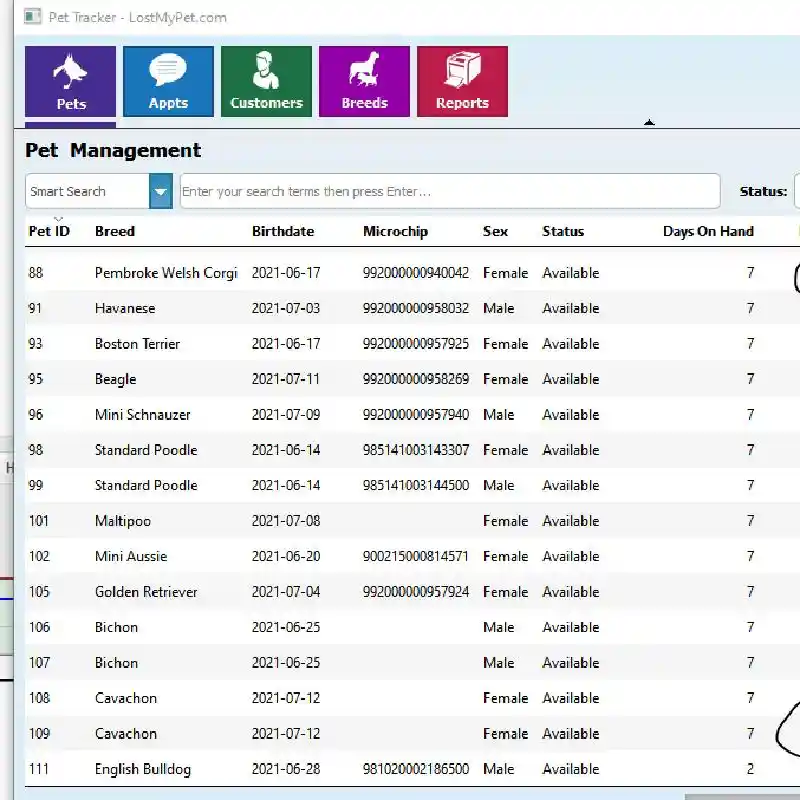 Pet Tracker - LostMyPet.com
Pets Appts Customers Breeds Reports
Pet Management
Smart Search Enter your search terms then press Enter... Status:
Pet ID Breed Birthdate Microchip Sex Status Days On Hand
88 Pembroke Welsh Corgi 2021-06-17 992000000940042 Female Available 7
91 Havanese 2021-07-03 992000000958032 Male Available 7
93 Boston Terrier 2021-06-17 992000000957925 Female Available 7
95 Beagle 2021-07-11 992000000958269 Female Available 7
96 Mini Schnauzer 2021-07-09 992000000957940 Male Available 7
98 Standard Poodle 2021-06-14 985141003143307 Female Available 7
99 Standard Poodle 2021-06-14 985141003144500 Male Available 7
101 Maltipoo 2021-07-08 Female Available 7
102 Mini Aussie 2021-06-20 900215000814571 Female Available 7
105 Golden Retriever 2021-07-04 992000000957924 Female Available 7
106 Bichon 2021-06-25 Male Available 7
107 Bichon 2021-06-25 Male Available 7
108 Cavachon 2021-07-12 Female Available 7
109 Cavachon 2021-07-12 Female Available 7
111 English Bulldog 2021-06-28 981020002186500 Male Available 2